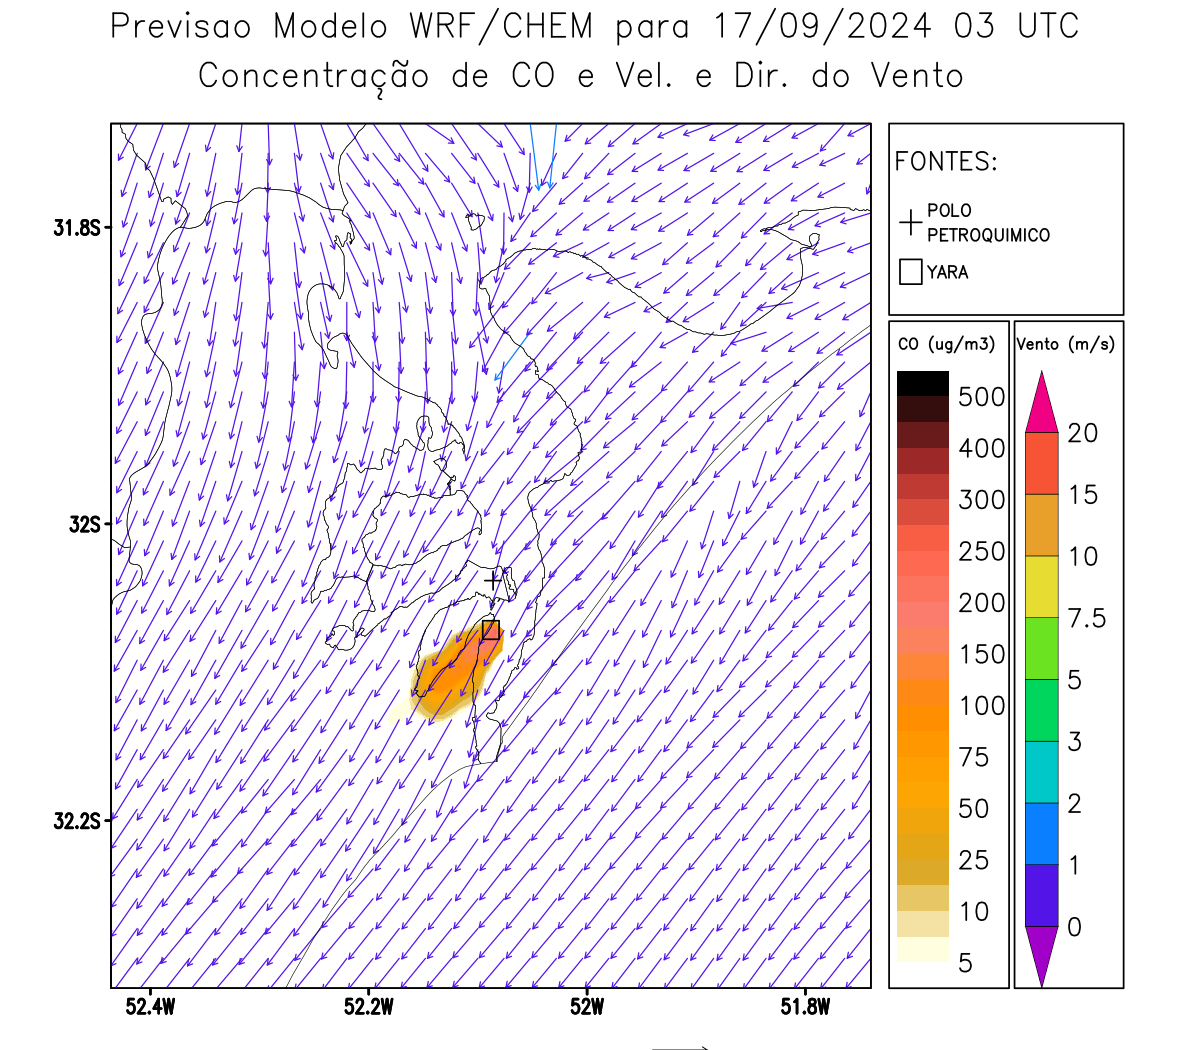 Previsao Modelo WRF/CHEM para 17/09/2024 03 UTC
Concentração de CO e Vel. e Dir. do Vento
FONTES:
POLO
PETROQUIMICO
YARA
CO (ug/m3)
500
400
300
250
200
150
100
75
50
25
10
5
Vento (m/s)
20
15
10
7.5
5
3
2
1
0
31.8S
32S
32.2S
52.4W
52.2W
52W
51.8W